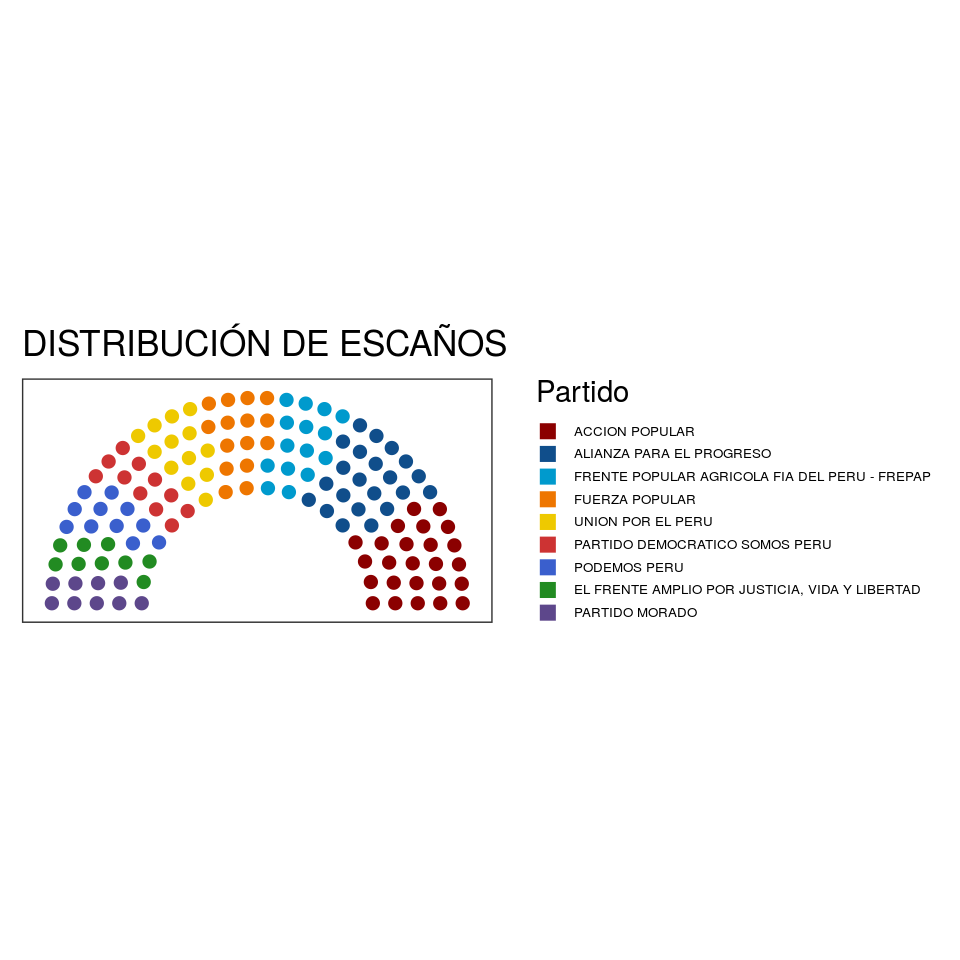 DISTRIBUCIÓN DE ESCAÑOS
Partido
ACCION POPULAR
ALIANZA PARA EL PROGRESO
FRENTE POPULAR AGRICOLA FIA DEL PERU - FREPAP
FUERZA POPULAR
UNION POR EL PERU
PARTIDO DEMOCRATICO SOMOS PERU
PODEMOS PERU
EL FRENTE AMPLIO POR JUSTICIA, VIDA Y LIBERTAD
PARTIDO MORADO